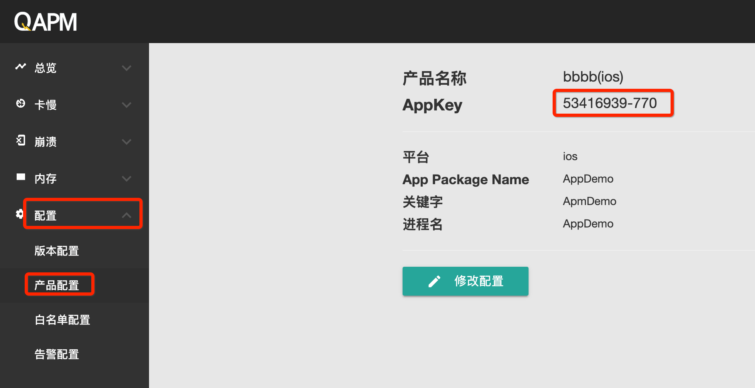 QAPM
总览
卡慢
崩溃
内存
配置
版本配置
产品配置
白名单配置
告警配置
产品名称 bbbb(ios)
AppKey 53416939-770
平台 ios
App Package Name AppDemo
关键字 ApmDemo
进程名 AppDemo
修改配置